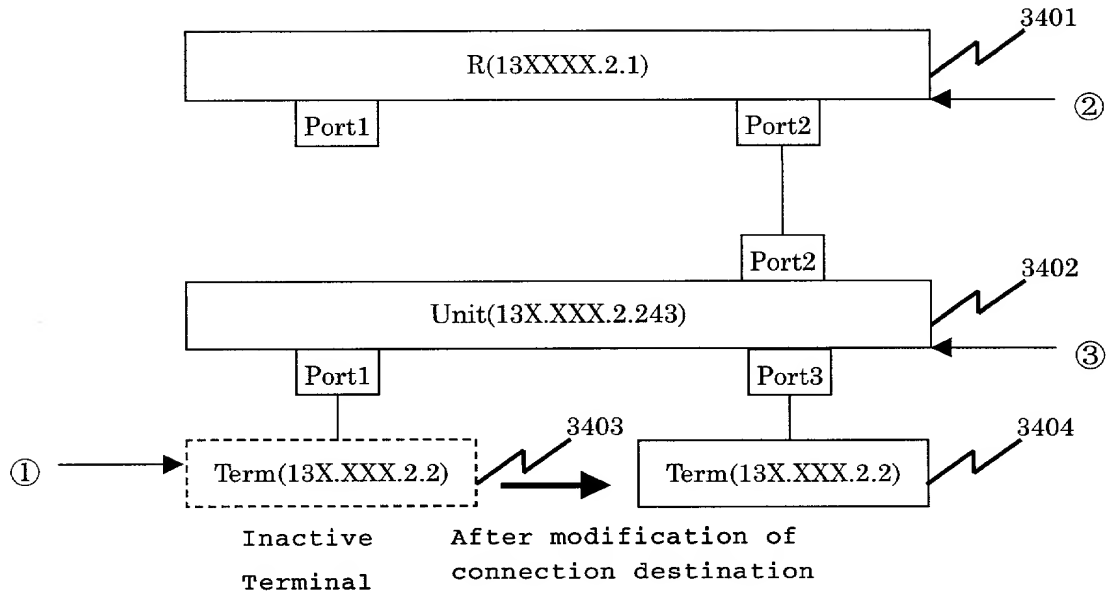 3401
R(13XXXX.2.1)
②
Port1
Port2
Port2
3402
Unit(13X.XXX.2.243)
③
Port1
Port3
3403
3404
①
Term(13X.XXX.2.2)
Term(13X.XXX.2.2)
Inactive
Terminal
After modification of
connection destination